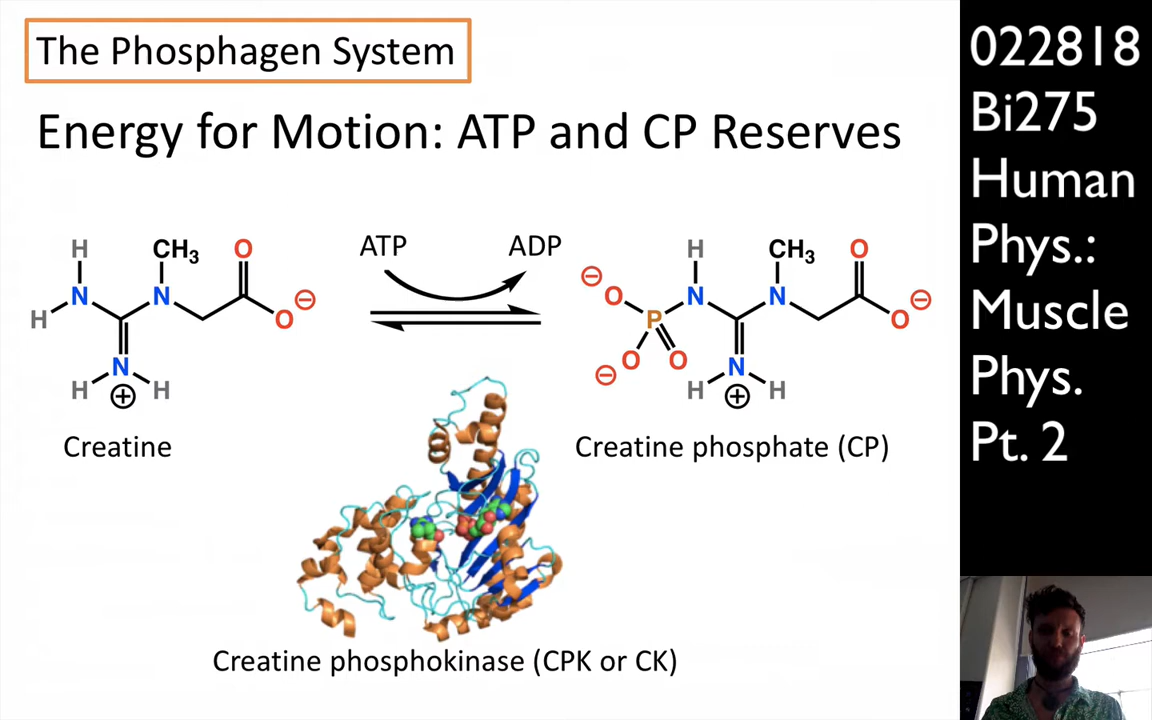 The Phosphagen System
Energy for Motion: ATP and CP Reserves
H
CH3
O
ATP
ADP
H
CH3
O
N
N
O
⊖
H
N
⊕
H
H
⊖
O
P
N
N
O
⊖
O
⊖
O
N
⊕
H
H
Creatine
Creatine phosphate (CP)
Creatine phosphokinase (CPK or CK)
022818
Bi275
Human
Phys.:
Muscle
Phys.
Pt. 2